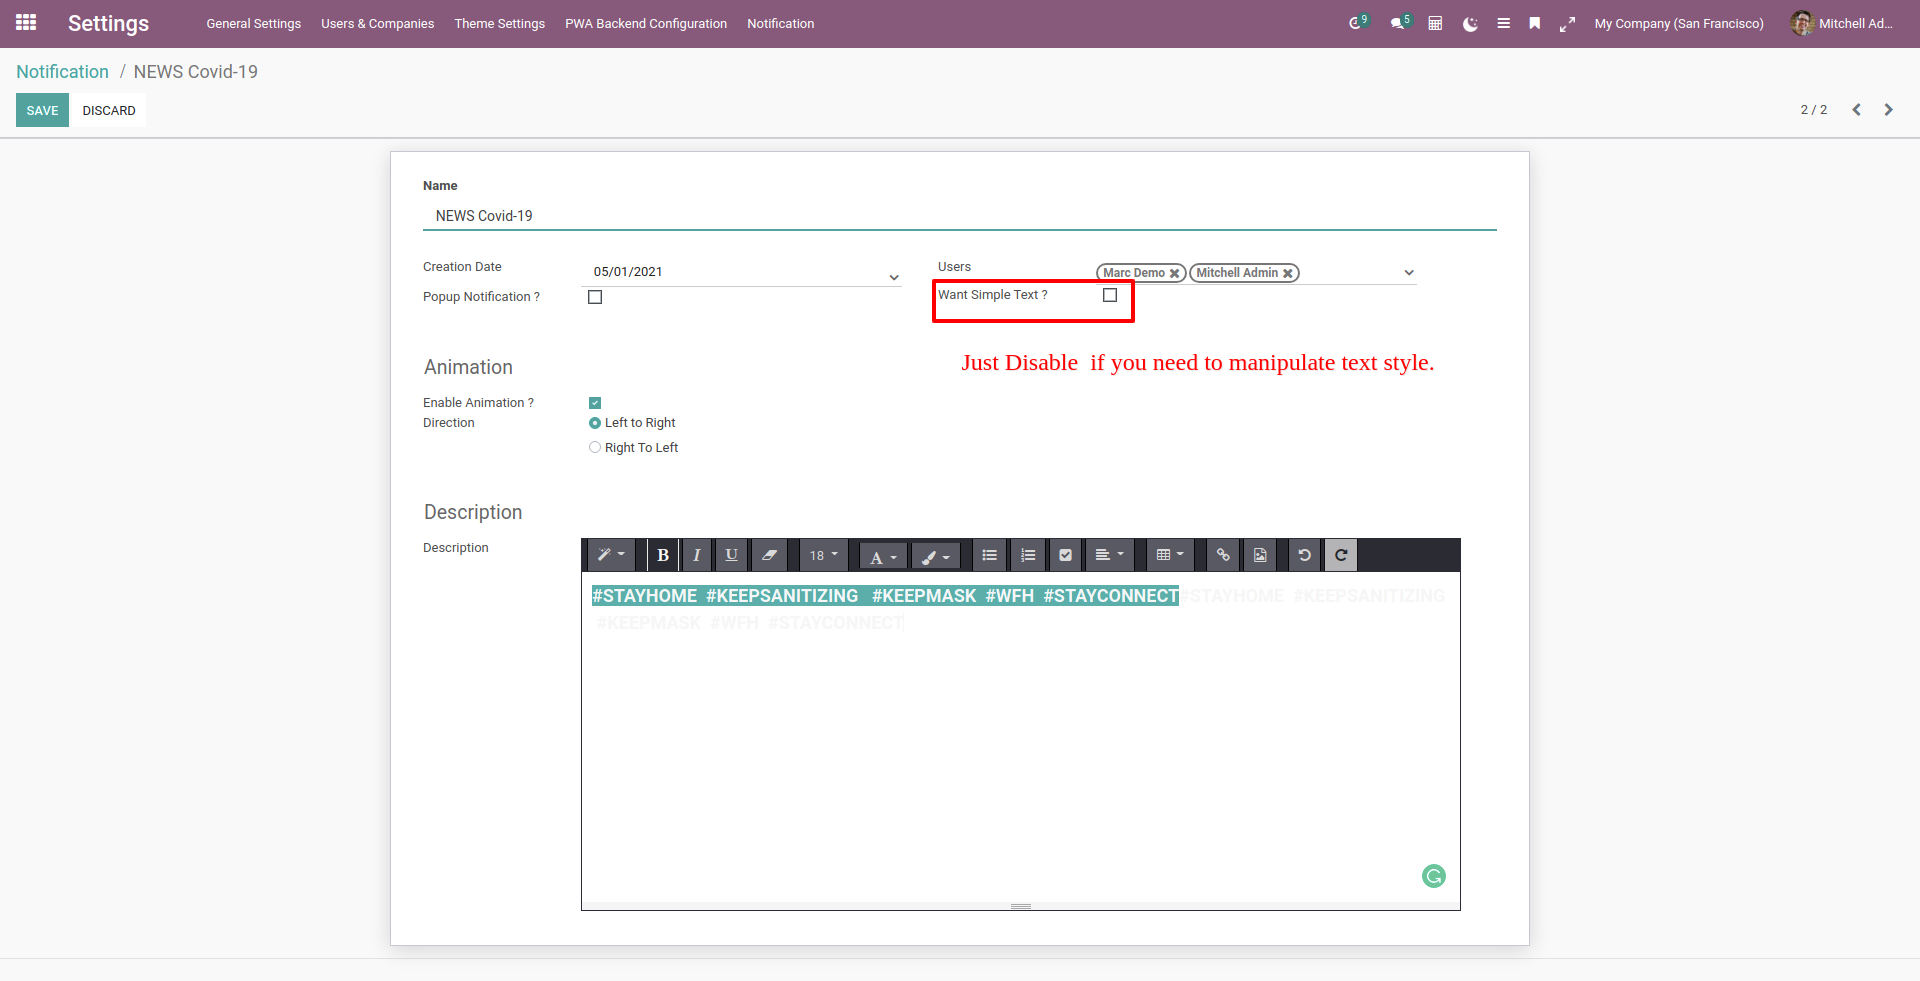 Settings General Settings Users & Companies Theme Settings PWA Backend Configuration Notification 9 5 My Company (San Francisco) Mitchell Ad...
Notification / NEWS Covid-19
SAVE DISCARD 2 / 2
Name
NEWS Covid-19
Creation Date 05/01/2021 Users Marc Demo Mitchell Admin
Popup Notification ? Want Simple Text ?
Just Disable if you need to manipulate text style.
Animation
Enable Animation ?
Direction Left to Right
Right To Left
Description
Description B I U 18 A
#STAYHOME #KEEPSANITIZING #KEEPMASK #WFH #STAYCONNECT#STAYHOME #KEEPSANITIZING
#KEEPMASK #WFH #STAYCONNECT